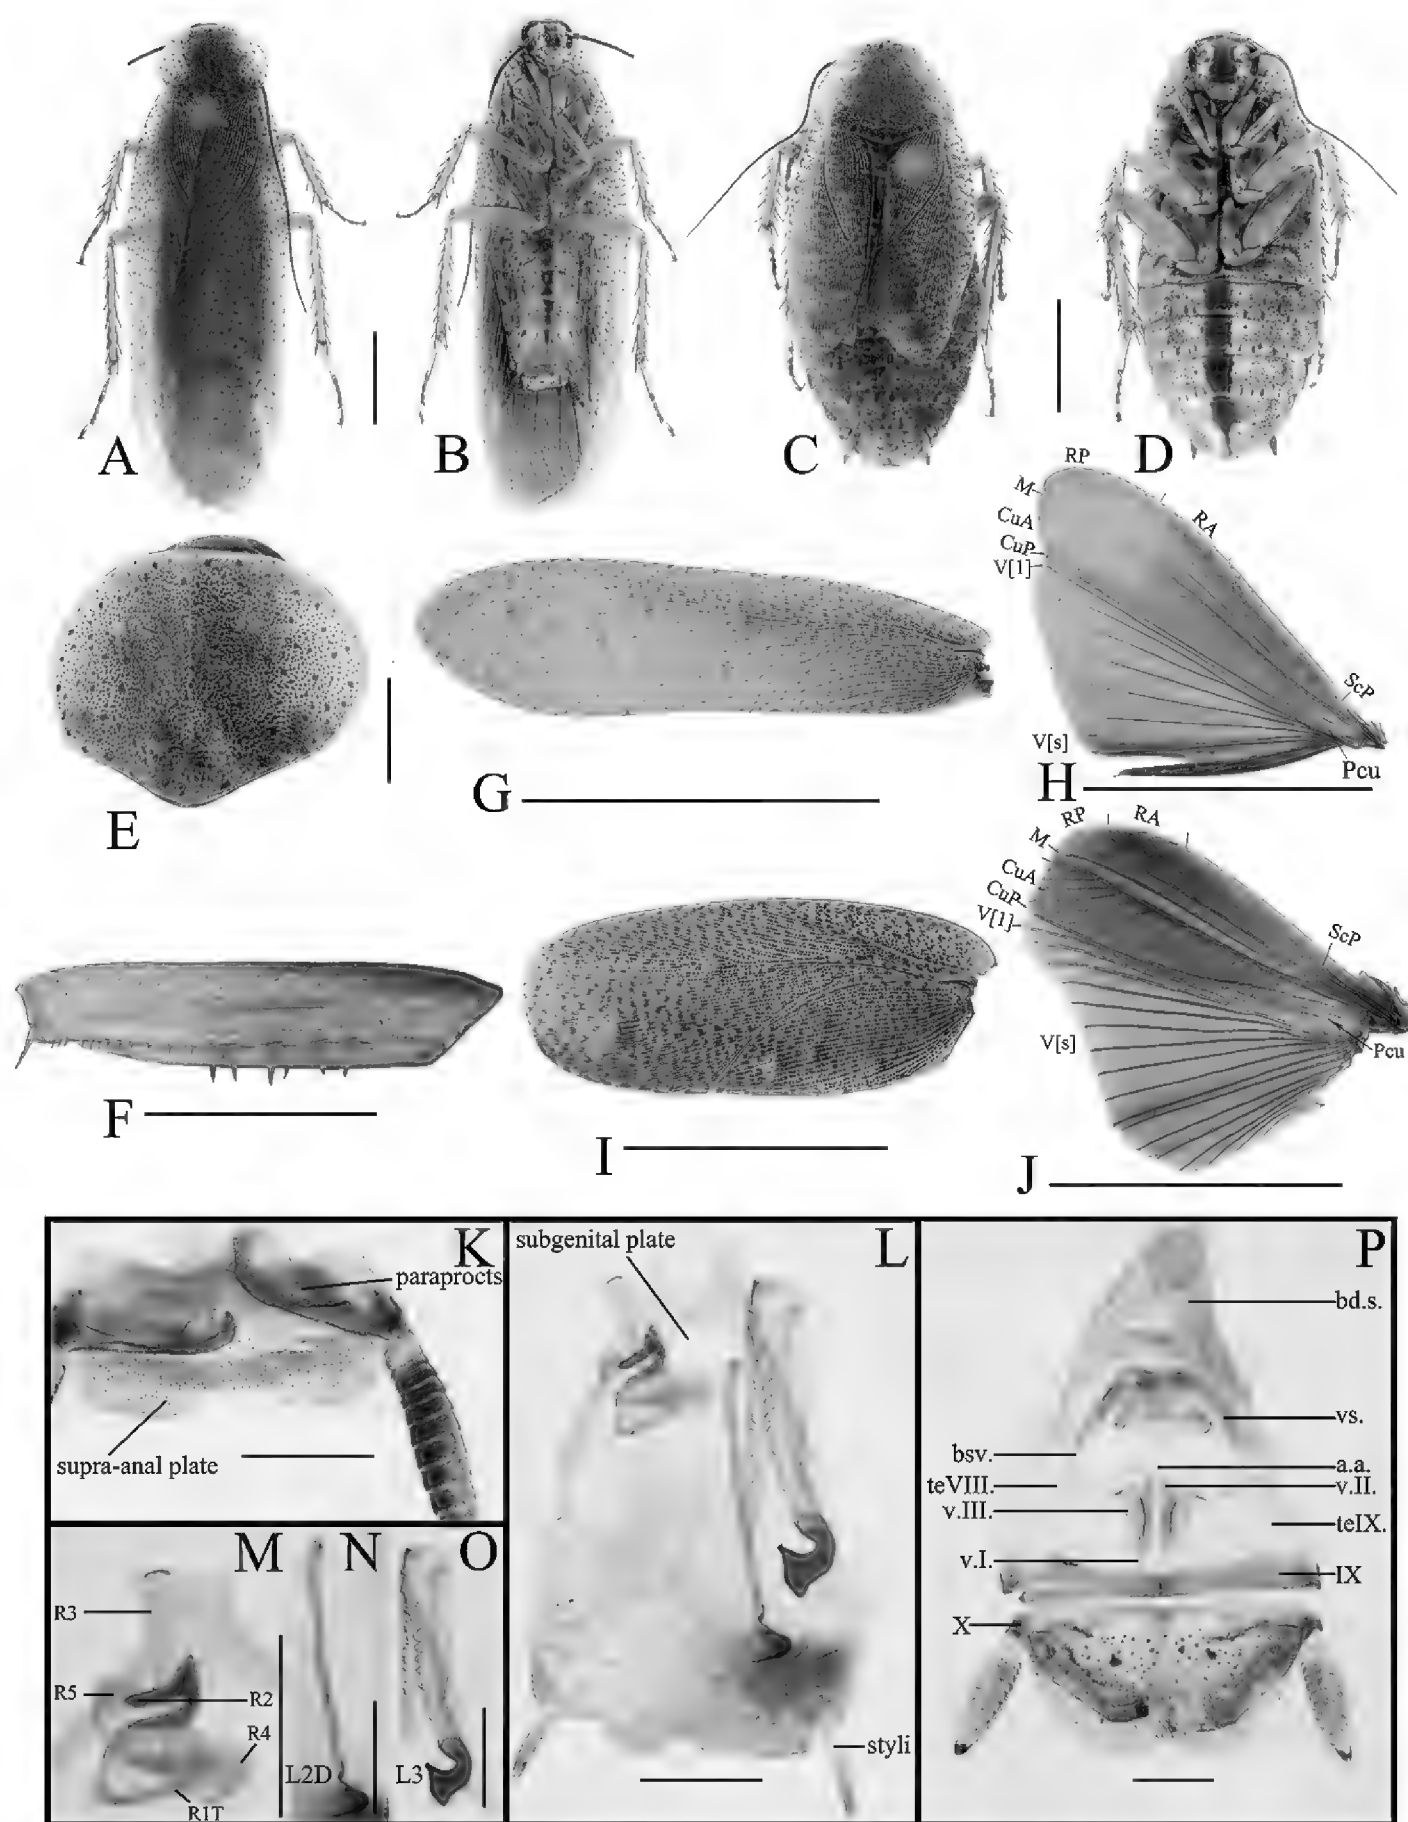 A
B
C
D
RP
M
RA
CuA
CuP
V[1]
ScP
V[s]
Pcu
E
G
H
RP
RA
M
CuA
CuP
V[1]
ScP
V[s]
Pcu
F
I
J
K
paraprocts
supra-anal plate
L
subgenital plate
styli
M
R3
R5
R2
R4
R1T
N
L2D
O
L3
P
bd.s.
vs.
bsv.
a.a.
teVIII.
v.II.
v.III.
teIX.
v.I.
IX
X